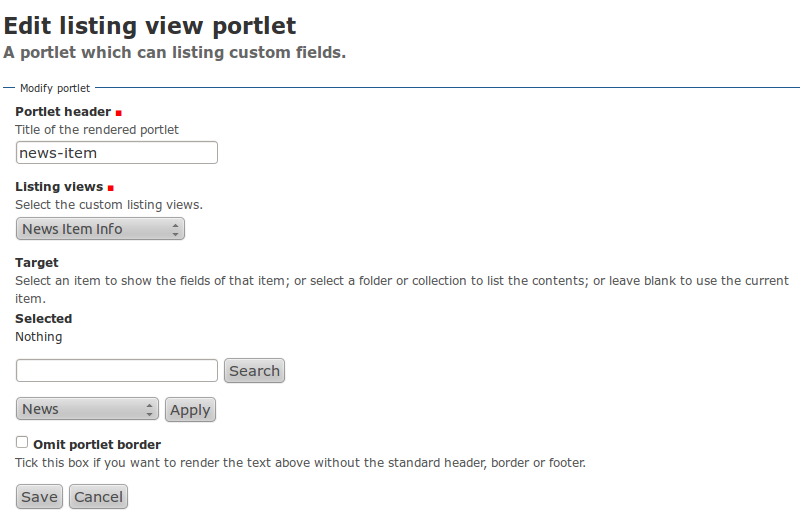 Edit listing view portlet
A portlet which can listing custom fields.
Modify portlet
Portlet header
Title of the rendered portlet
news-item
Listing views
Select the custom listing views.
News Item Info
Target
Select an item to show the fields of that item; or select a folder or collection to list the contents; or leave blank to use the current
item.
Selected
Nothing
Search
News Apply
Omit portlet border
Tick this box if you want to render the text above without the standard header, border or footer.
Save Cancel